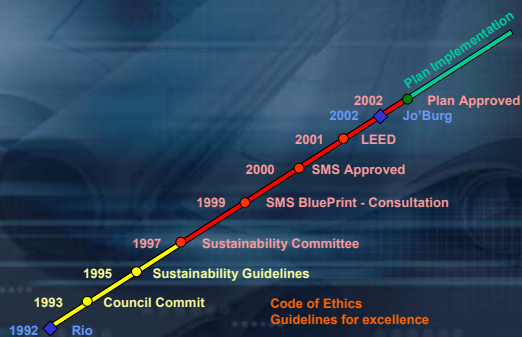 Plan Implementation
2002 Plan Approved
2002 Jo'Burg
2001 LEED
2000 SMS Approved
1999 SMS BluePrint - Consultation
1997 Sustainability Committee
1995 Sustainability Guidelines
1993 Council Commit
Code of Ethics
Guidelines for excellence
1992 Rio